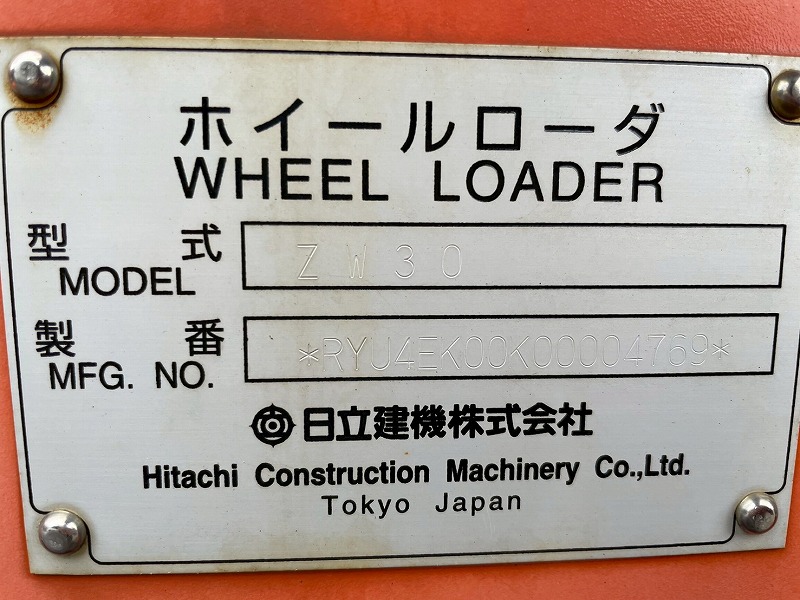 ホイールローダ
WHEEL LOADER
型式 ZW30
MODEL
製番 *RYU4EK00K00004769*
MFG. NO.
日立建機株式会社
Hitachi Construction Machinery Co.,Ltd.
Tokyo Japan